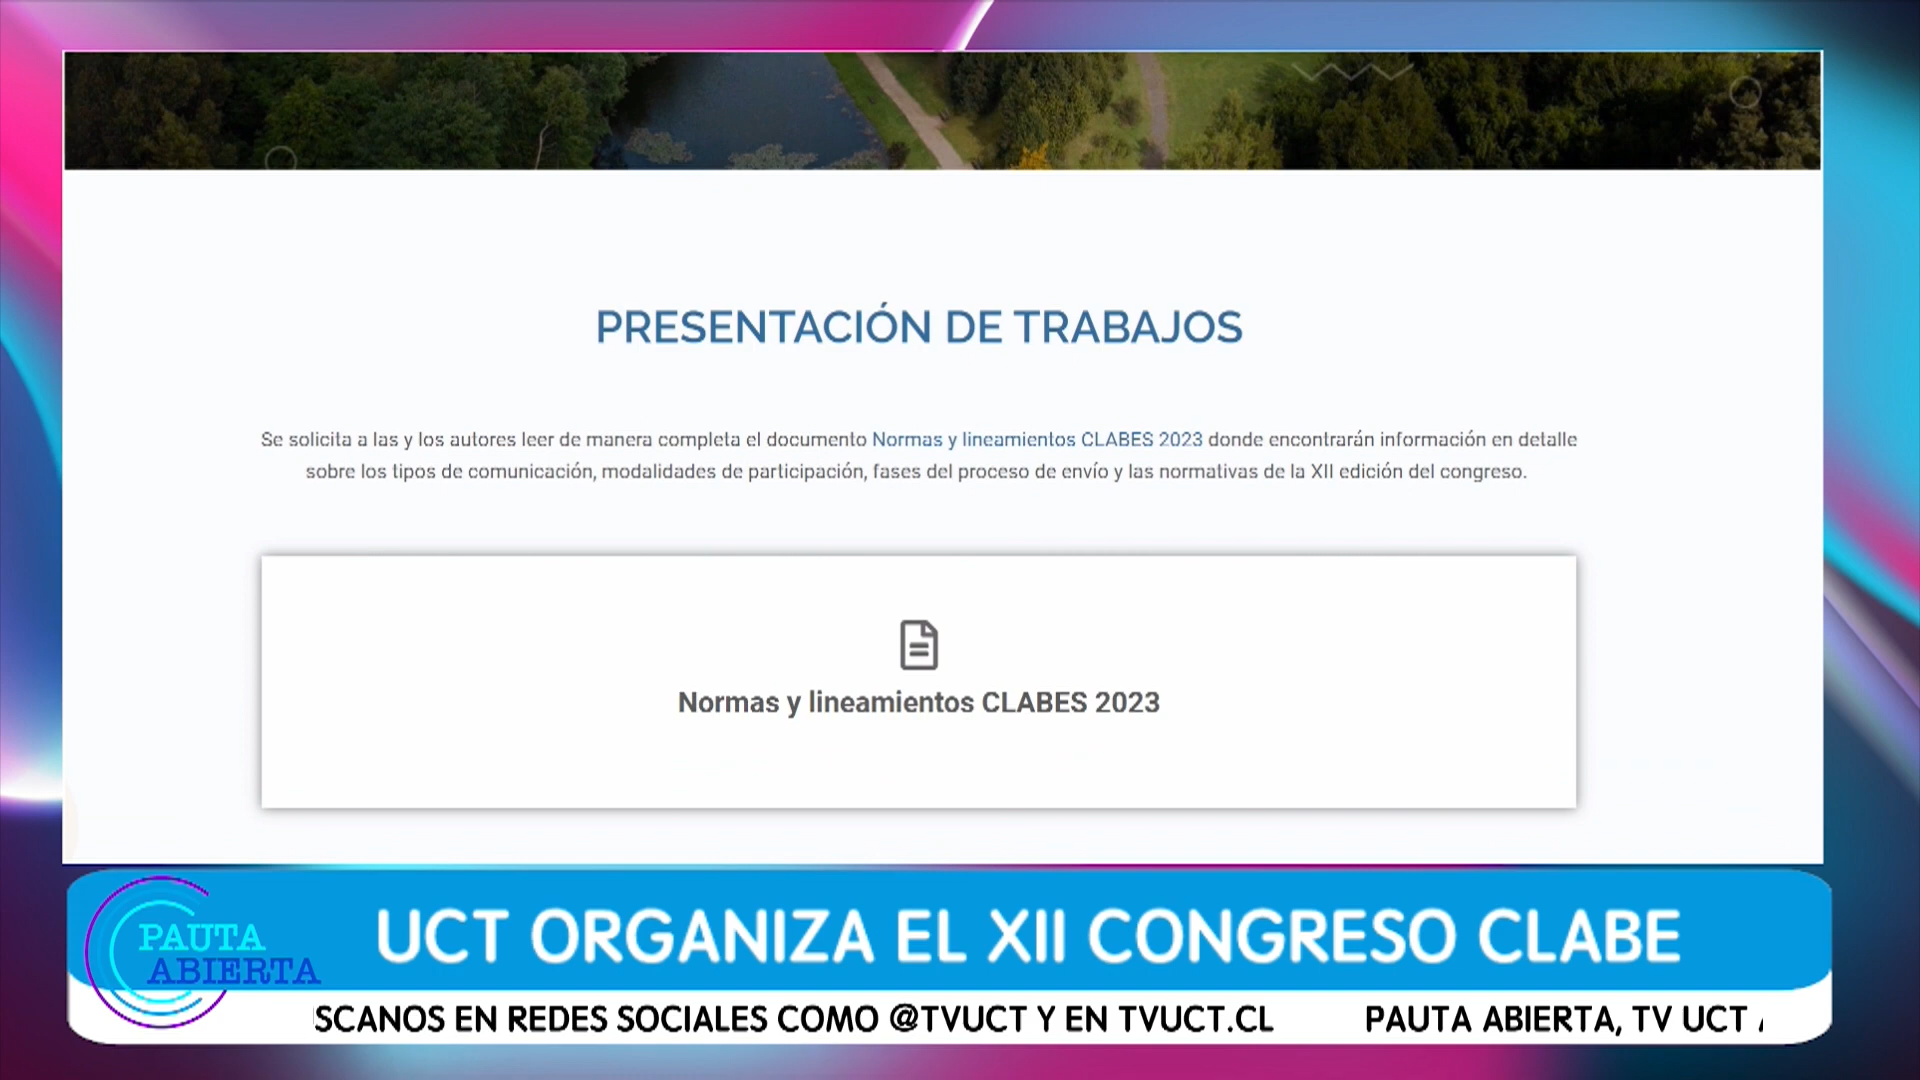 PRESENTACIÓN DE TRABAJOS
Se solicita a las y los autores leer de manera completa el documento Normas y lineamientos CLABES 2023 donde encontrarán información en detalle
sobre los tipos de comunicación, modalidades de participación, fases del proceso de envío y las normativas de la XII edición del congreso.
Normas y lineamientos CLABES 2023
PAUTA
ABIERTA
UCT ORGANIZA EL XII CONGRESO CLABE
SCANOS EN REDES SOCIALES COMO @TVUCT Y EN TVUCT.CL PAUTA ABIERTA, TV UCT